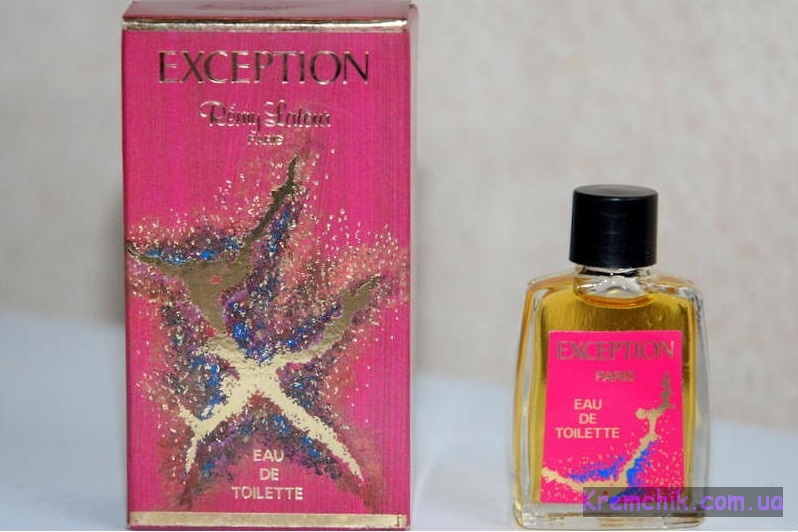 EXCEPTION
Rémy Latour
PARIS
EAU
DE
TOILETTE
EXCEPTION
PARIS
EAU
DE
TOILETTE
Kremchik.com.ua